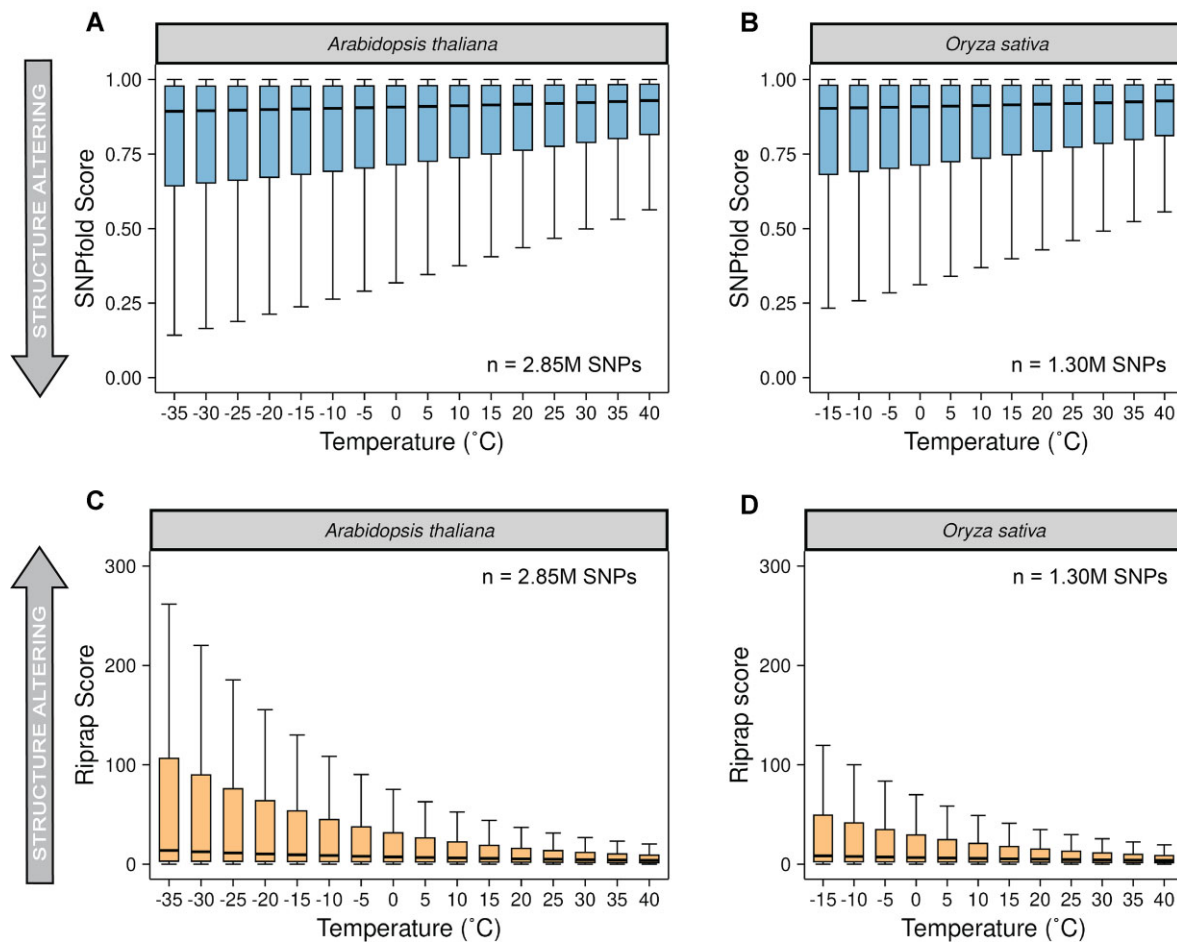 A
Arabidopsis thaliana
STRUCTURE ALTERING
SNPfold Score
1.00
0.75
0.50
0.25
0.00
n = 2.85M SNPs
-35 -30 -25 -20 -15 -10 -5 0 5 10 15 20 25 30 35 40
Temperature (˚C)
B
Oryza sativa
SNPfold Score
1.00
0.75
0.50
0.25
0.00
n = 1.30M SNPs
-15 -10 -5 0 5 10 15 20 25 30 35 40
Temperature (˚C)
C
Arabidopsis thaliana
STRUCTURE ALTERING
Riprap Score
300
200
100
0
n = 2.85M SNPs
-35 -30 -25 -20 -15 -10 -5 0 5 10 15 20 25 30 35 40
Temperature (˚C)
D
Oryza sativa
Riprap score
300
200
100
0
n = 1.30M SNPs
-15 -10 -5 0 5 10 15 20 25 30 35 40
Temperature (˚C)